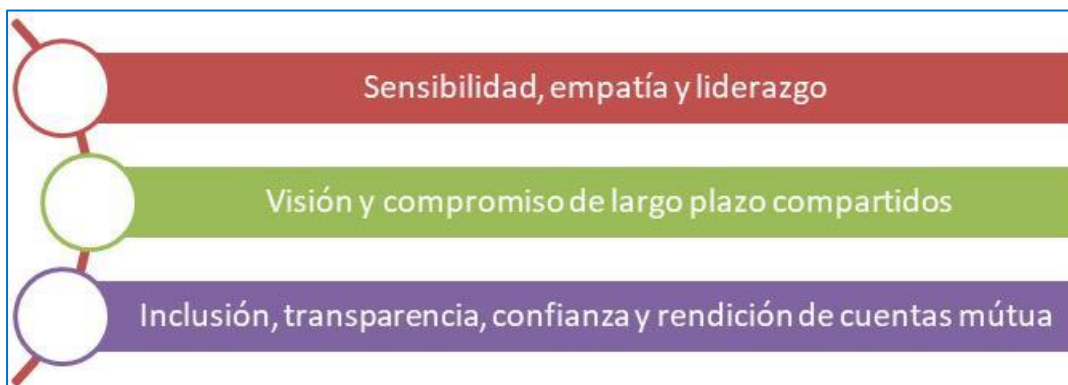 Sensibilidad, empatía y liderazgo
Visión y compromiso de largo plazo compartidos
Inclusión, transparencia, confianza y rendición de cuentas mútua